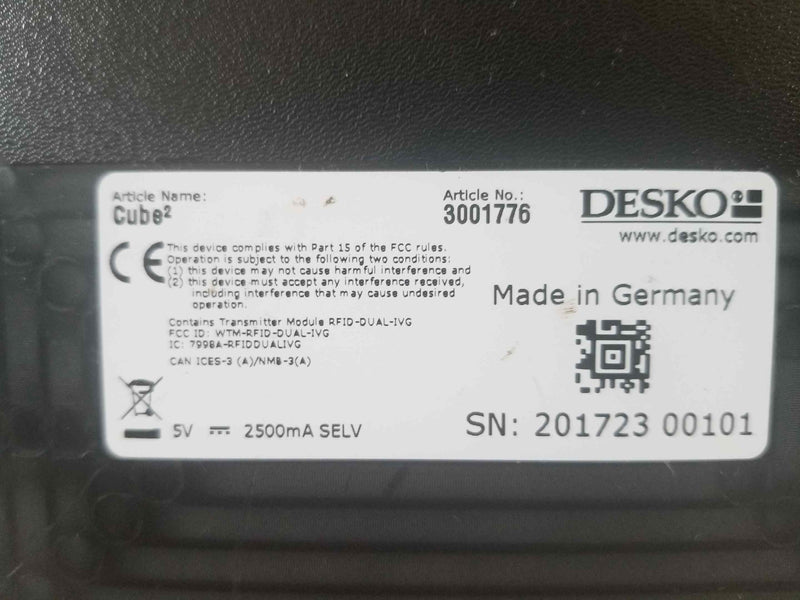 Article Name:
Cube²
Article No.:
3001776
DESKO
www.desko.com
CE
This device complies with Part 15 of the FCC rules.
Operation is subject to the following two conditions:
(1) this device may not cause harmful interference and
(2) this device must accept any interference received,
including interference that may cause undesired
operation.
Made in Germany
Contains Transmitter Module RFID-DUAL-IVG
FCC ID: WTM-RFID-DUAL-IVG
IC: 7998A-RFIDDUALIVG
CAN ICES-3 (A)/NMB-3(A)
5V ⎓ 2500mA SELV
SN: 201723 00101